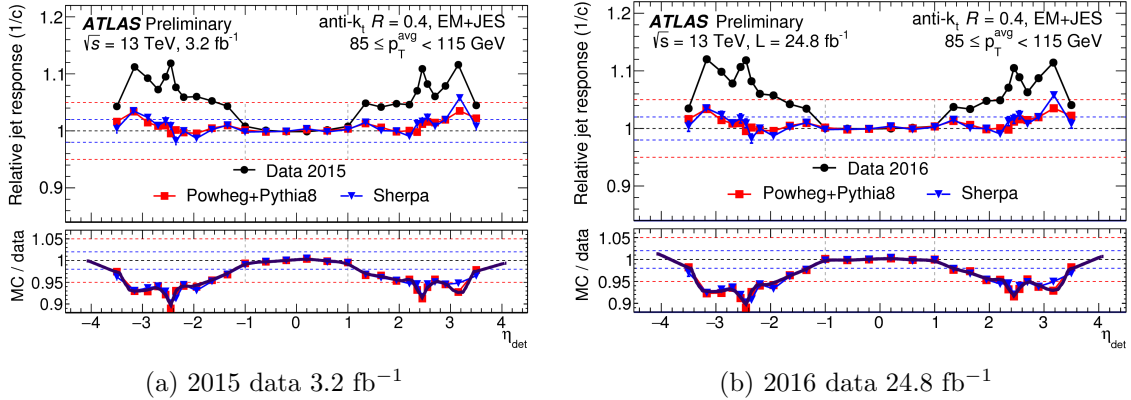 ATLAS Preliminary
√s = 13 TeV, 3.2 fb⁻¹
anti-kₜ R = 0.4, EM+JES
85 ≤ p_T^avg < 115 GeV
Relative jet response (1/c)
1.2
1.1
1
0.9
Data 2015
Powheg+Pythia8 Sherpa
MC / data
1.05
1
0.95
0.9
−4 −3 −2 −1 0 1 2 3 4
η_det
(a) 2015 data 3.2 fb⁻¹
ATLAS Preliminary
√s = 13 TeV, L = 24.8 fb⁻¹
anti-kₜ R = 0.4, EM+JES
85 ≤ p_T^avg < 115 GeV
Relative jet response (1/c)
1.2
1.1
1
0.9
Data 2016
Powheg+Pythia8 Sherpa
MC / data
1.05
1
0.95
0.9
−4 −3 −2 −1 0 1 2 3 4
η_det
(b) 2016 data 24.8 fb⁻¹